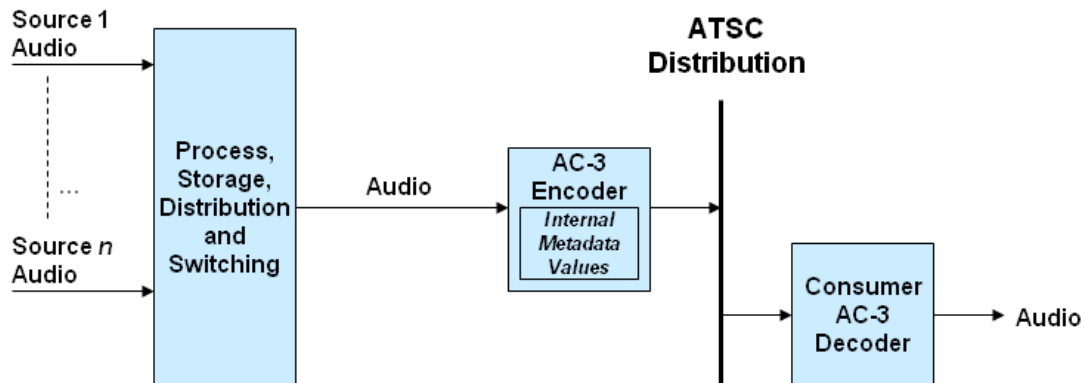 Source 1
Audio
...
Source n
Audio
Process,
Storage,
Distribution
and
Switching
Audio
AC-3
Encoder
Internal
Metadata
Values
ATSC
Distribution
Consumer
AC-3
Decoder
Audio